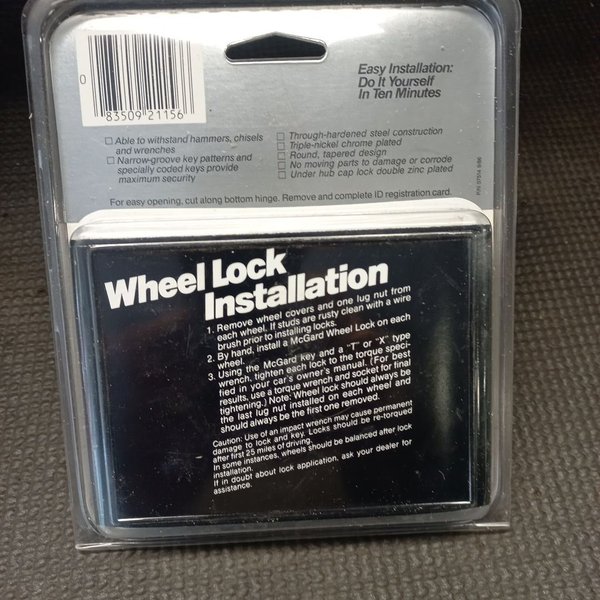 0
83509 21156
Easy Installation:
Do It Yourself
In Ten Minutes
□ Able to withstand hammers, chisels
and wrenches
□ Narrow-groove key patterns and
specially coded keys provide
maximum security
□ Through-hardened steel construction
□ Triple-nickel chrome plated
□ Round, tapered design
□ No moving parts to damage or corrode
□ Under hub cap lock double zinc plated
For easy opening, cut along bottom hinge. Remove and complete ID registration card.
Wheel Lock
Installation
1. Remove wheel covers and one lug nut from
each wheel. If studs are rusty clean with a wire
brush prior to installing locks.
2. By hand, install a McGard Wheel Lock on each
wheel.
3. Using the McGard key and a "T" or "X" type
wrench, tighten each lock to the torque speci-
fied in your car's owner's manual. (For best
results, use a torque wrench and socket for final
tightening.) Note: Wheel lock should always be
the last lug nut installed on each wheel and
should always be the first one removed.
Caution: Use of an impact wrench may cause permanent
damage to lock and key. Locks should be re-torqued
after first 25 miles of driving.
In some instances, wheels should be balanced after lock
installation.
If in doubt about lock application, ask your dealer for
assistance.